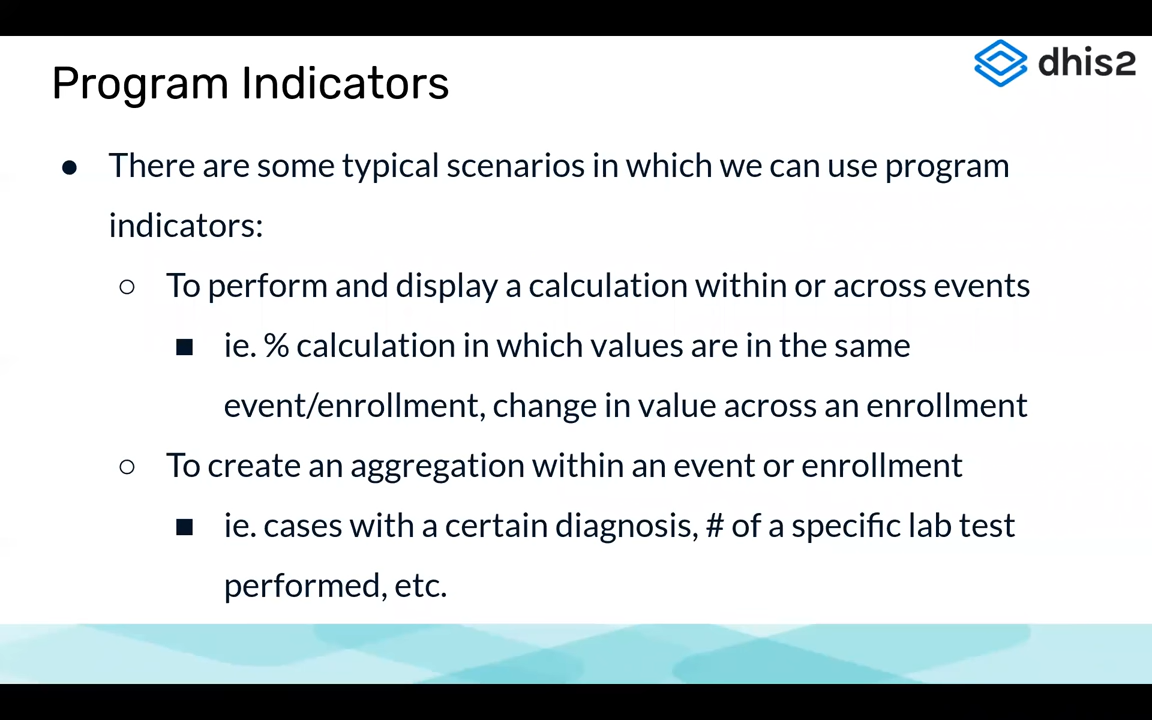 Program Indicators
dhis2
● There are some typical scenarios in which we can use program
indicators:
○ To perform and display a calculation within or across events
■ ie. % calculation in which values are in the same
event/enrollment, change in value across an enrollment
○ To create an aggregation within an event or enrollment
■ ie. cases with a certain diagnosis, # of a specific lab test
performed, etc.